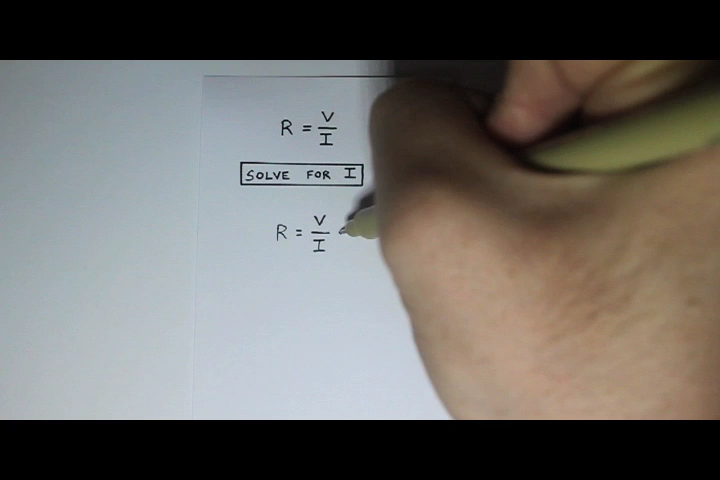 R = V/I
SOLVE FOR I
R = V/I